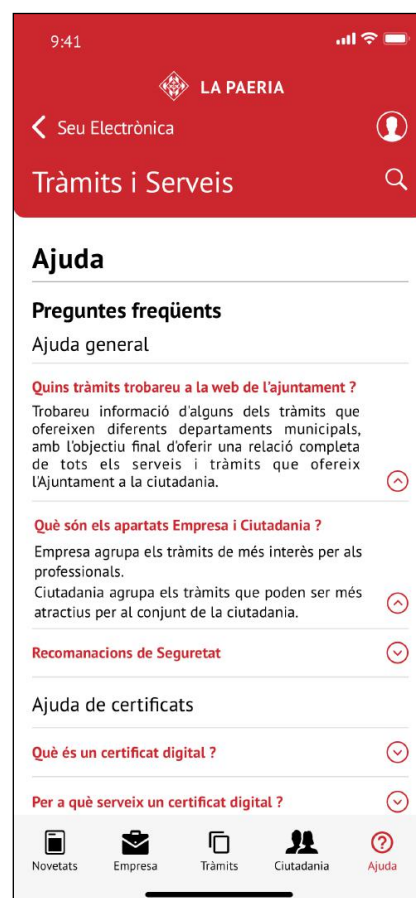 9:41
LA PAERIA
Seu Electrònica
Tràmits i Serveis
Ajuda
Preguntes freqüents
Ajuda general
Quins tràmits trobareu a la web de l'ajuntament ?
Trobareu informació d'alguns dels tràmits que
ofereixen diferents departaments municipals,
amb l'objectiu final d'oferir una relació completa
de tots els serveis i tràmits que ofereix
l'Ajuntament a la ciutadania.
Què són els apartats Empresa i Ciutadania ?
Empresa agrupa els tràmits de més interès per als
professionals.
Ciutadania agrupa els tràmits que poden ser més
atractius per al conjunt de la ciutadania.
Recomanacions de Seguretat
Ajuda de certificats
Què és un certificat digital ?
Per a què serveix un certificat digital ?
Novetats
Empresa
Tràmits
Ciutadania
Ajuda